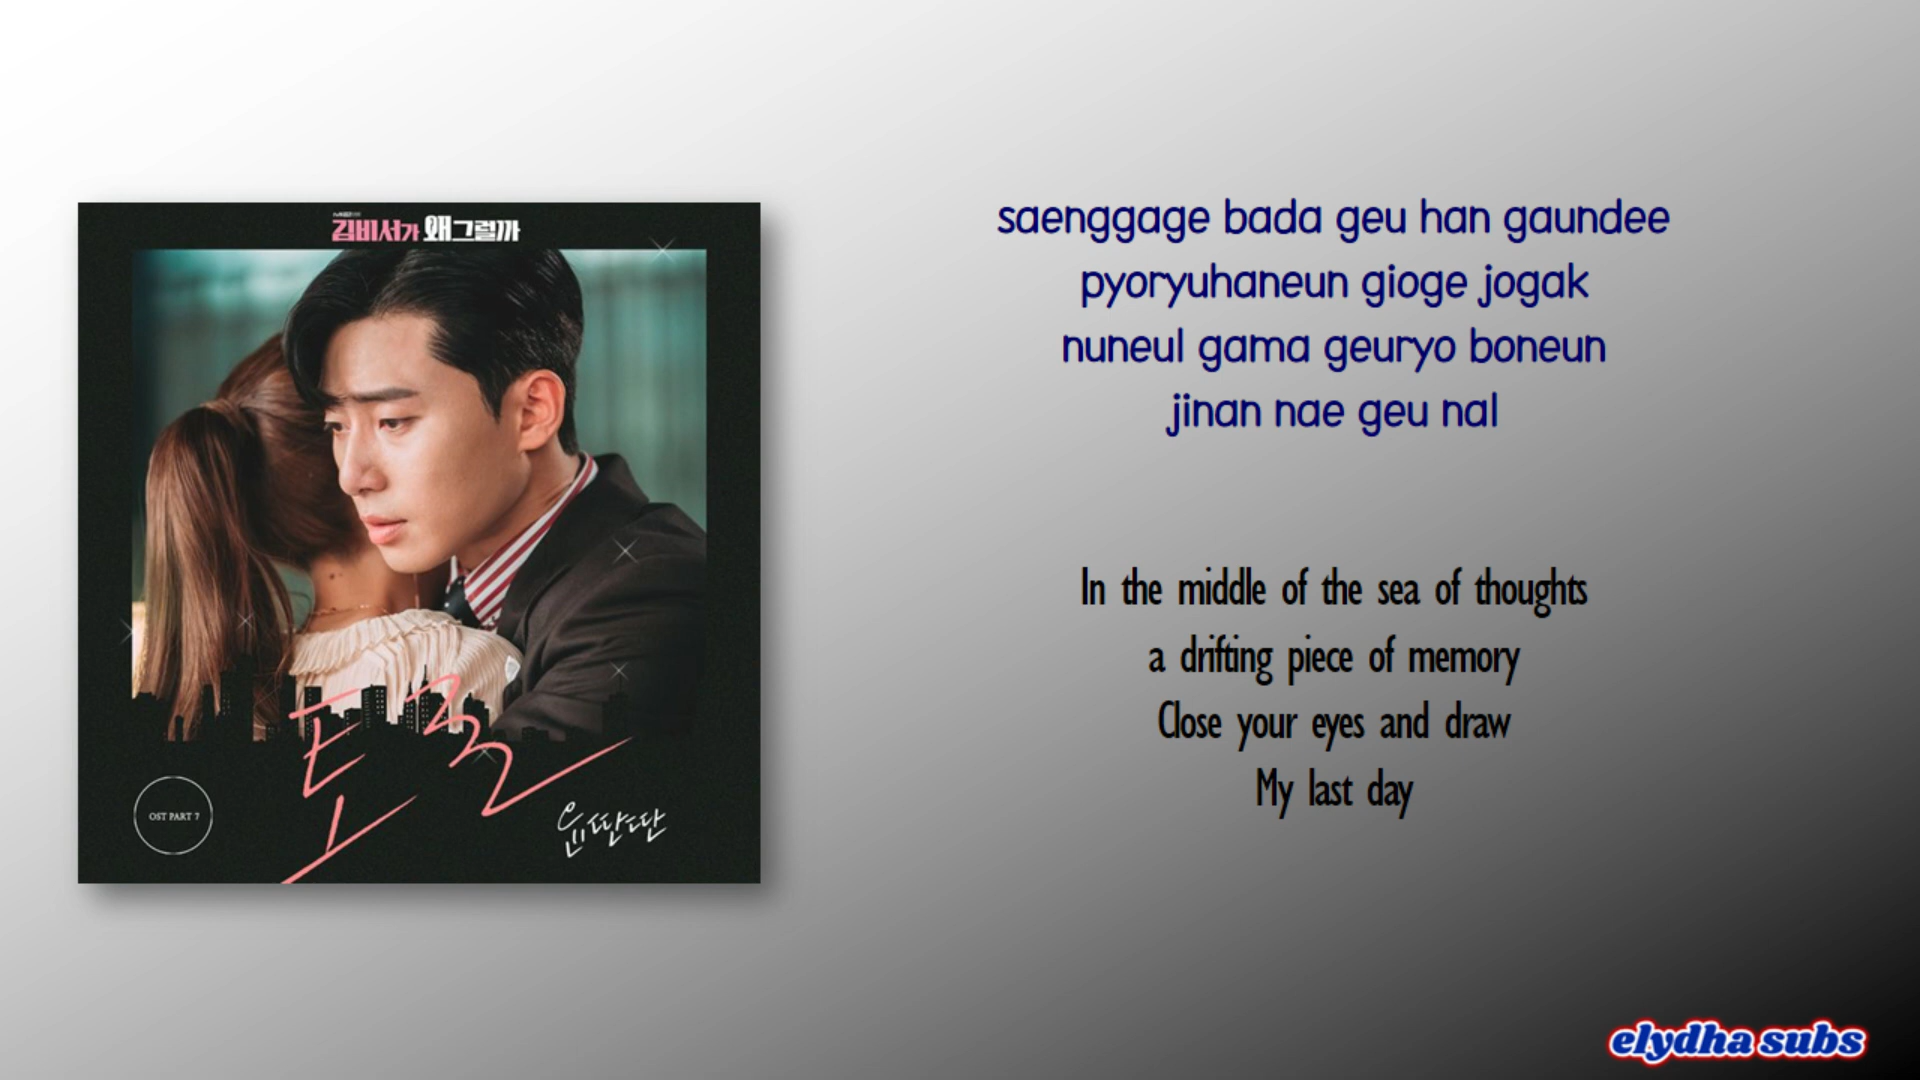 김비서가 왜그럴까
토로
OST PART 7
윤딴딴
saenggage bada geu han gaundee
pyoryuhaneun gioge jogak
nuneul gama geuryo boneun
jinan nae geu nal
In the middle of the sea of thoughts
a drifting piece of memory
Close your eyes and draw
My last day
elydha subs